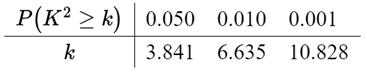 P(K² ≥ k) 0.050 0.010 0.001
k 3.841 6.635 10.828